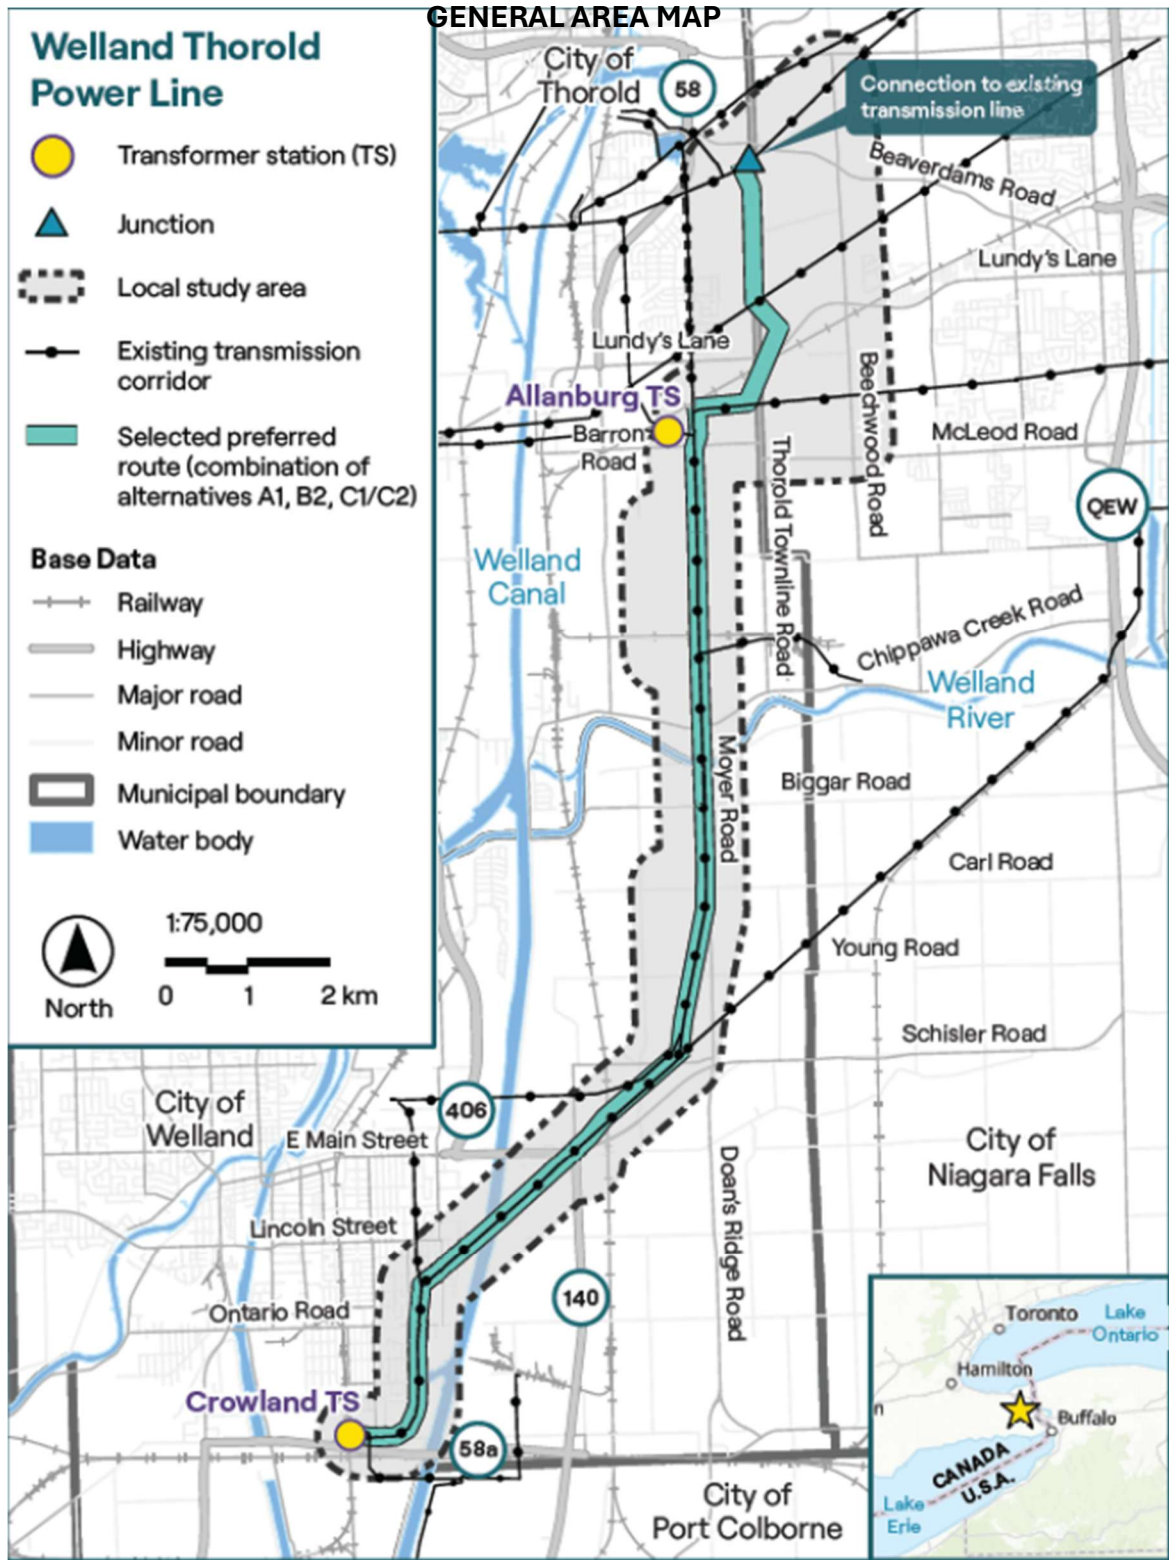 GENERAL AREA MAP
Welland Thorold
Power Line
Transformer station (TS)
Junction
Local study area
Existing transmission
corridor
Selected preferred
route (combination of
alternatives A1, B2, C1/C2)
Base Data
Railway
Highway
Major road
Minor road
Municipal boundary
Water body
1:75,000
North
0 1 2 km
City of
Thorold
58
Connection to existing
transmission line
Beaverdams Road
Lundy's Lane
Lundy's Lane
Allanburg TS
Barron
Road
Beechwood Road
McLeod Road
Thorold Townline Road
QEW
Welland
Canal
Chippawa Creek Road
Welland
River
Moyer Road
Biggar Road
Carl Road
Young Road
Schisler Road
City of
Welland
406
E Main Street
City of
Niagara Falls
Doan's Ridge Road
Lincoln Street
Ontario Road
140
Crowland TS
58a
City of
Port Colborne
Toronto
Lake
Ontario
Hamilton
n
Buffalo
CANADA
U.S.A.
Lake
Erie